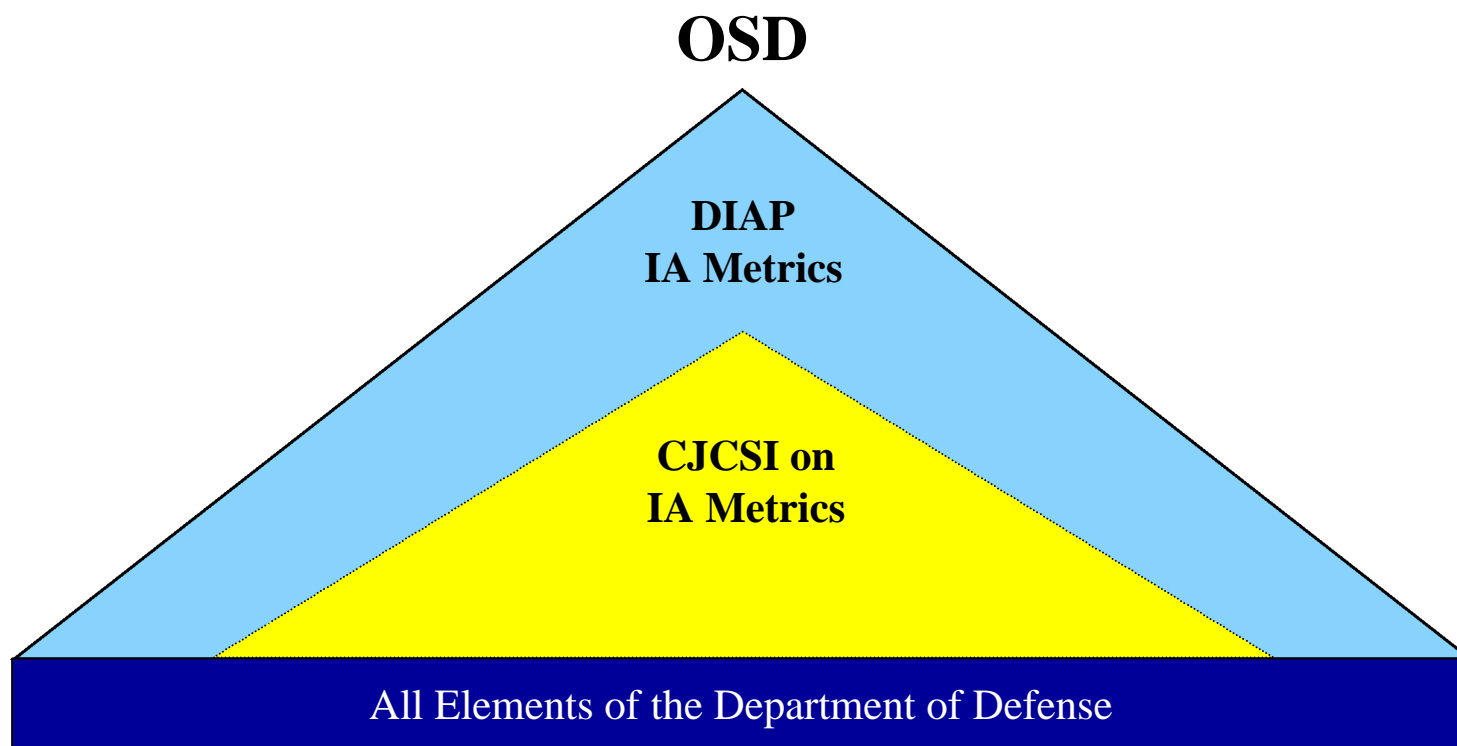 OSD
DIAP
IA Metrics
CJCSI on
IA Metrics
All Elements of the Department of Defense